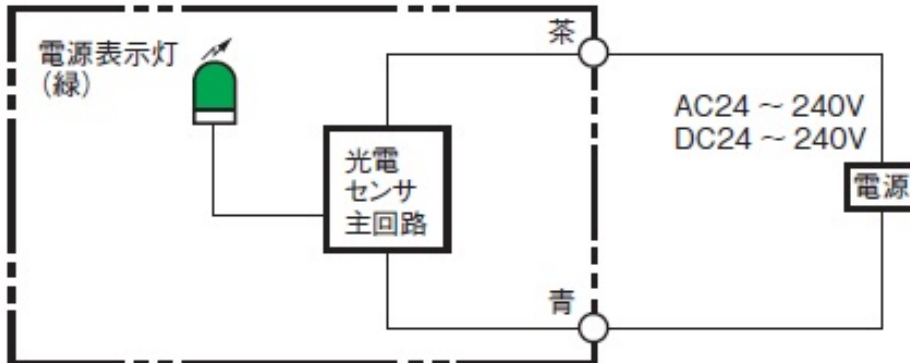 電源表示灯
(緑)
茶
AC24 ～ 240V
DC24 ～ 240V
光電
センサ
主回路
電源
青